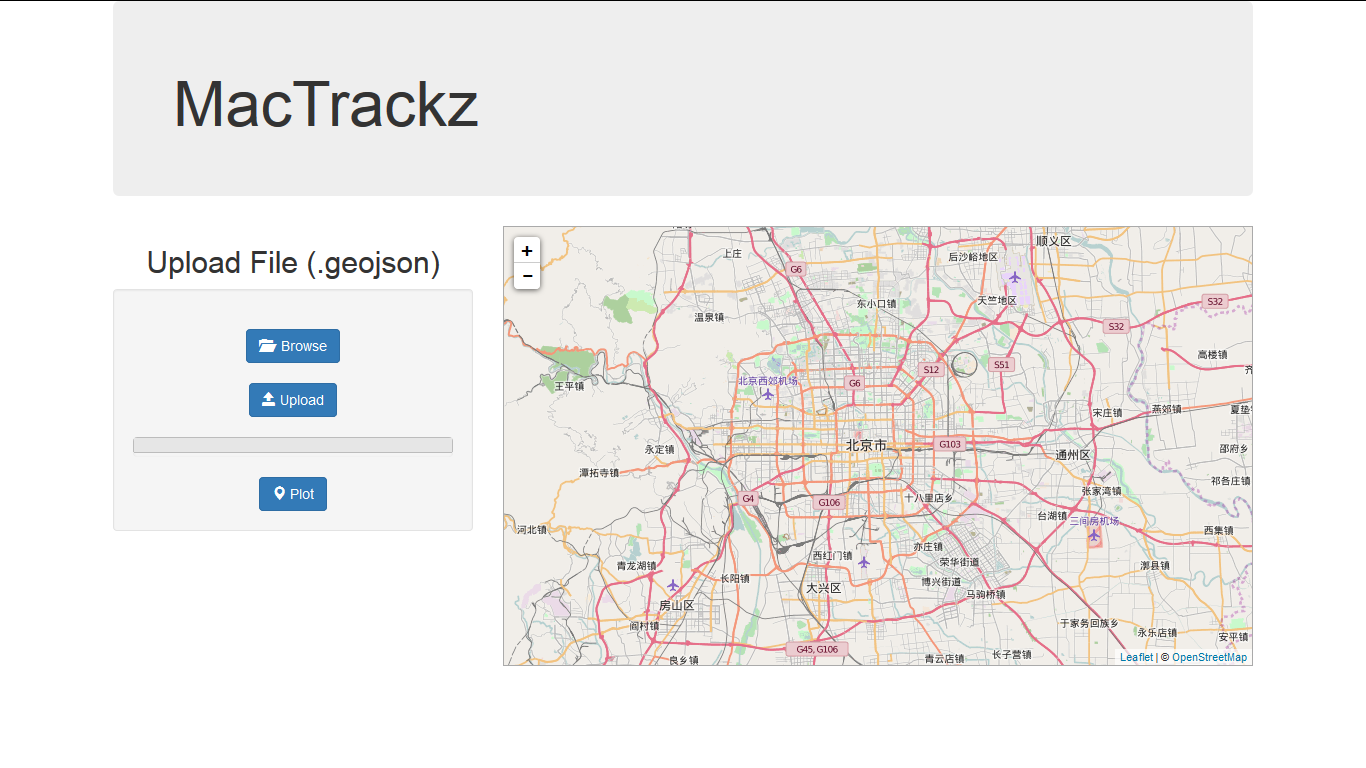 MacTrackz
Upload File (.geojson)
Browse
Upload
Plot
+
−
上庄
G6
后沙峪地区
顺义区
天竺地区
S32
东小口镇
温泉镇
S32
高楼镇
王平镇
北京西郊机场
G6
S12
S51
宋庄镇
燕郊镇
永定镇
北京市
G103
通州区
邵府乡
潭拓寺镇
祁各庄镇
G4
G106
十八里店乡
张家湾镇
台湖镇
三间房机场
河北镇
西集镇
青龙湖镇
长阳镇
西红门镇
亦庄镇
荣华街道
漷县镇
房山区
大兴区
博兴街道
马驹桥镇
阎村镇
于家务回族乡
永乐店镇
安平镇
良乡镇
G45, G106
青云店镇
长子营镇
Leaflet | © OpenStreetMap